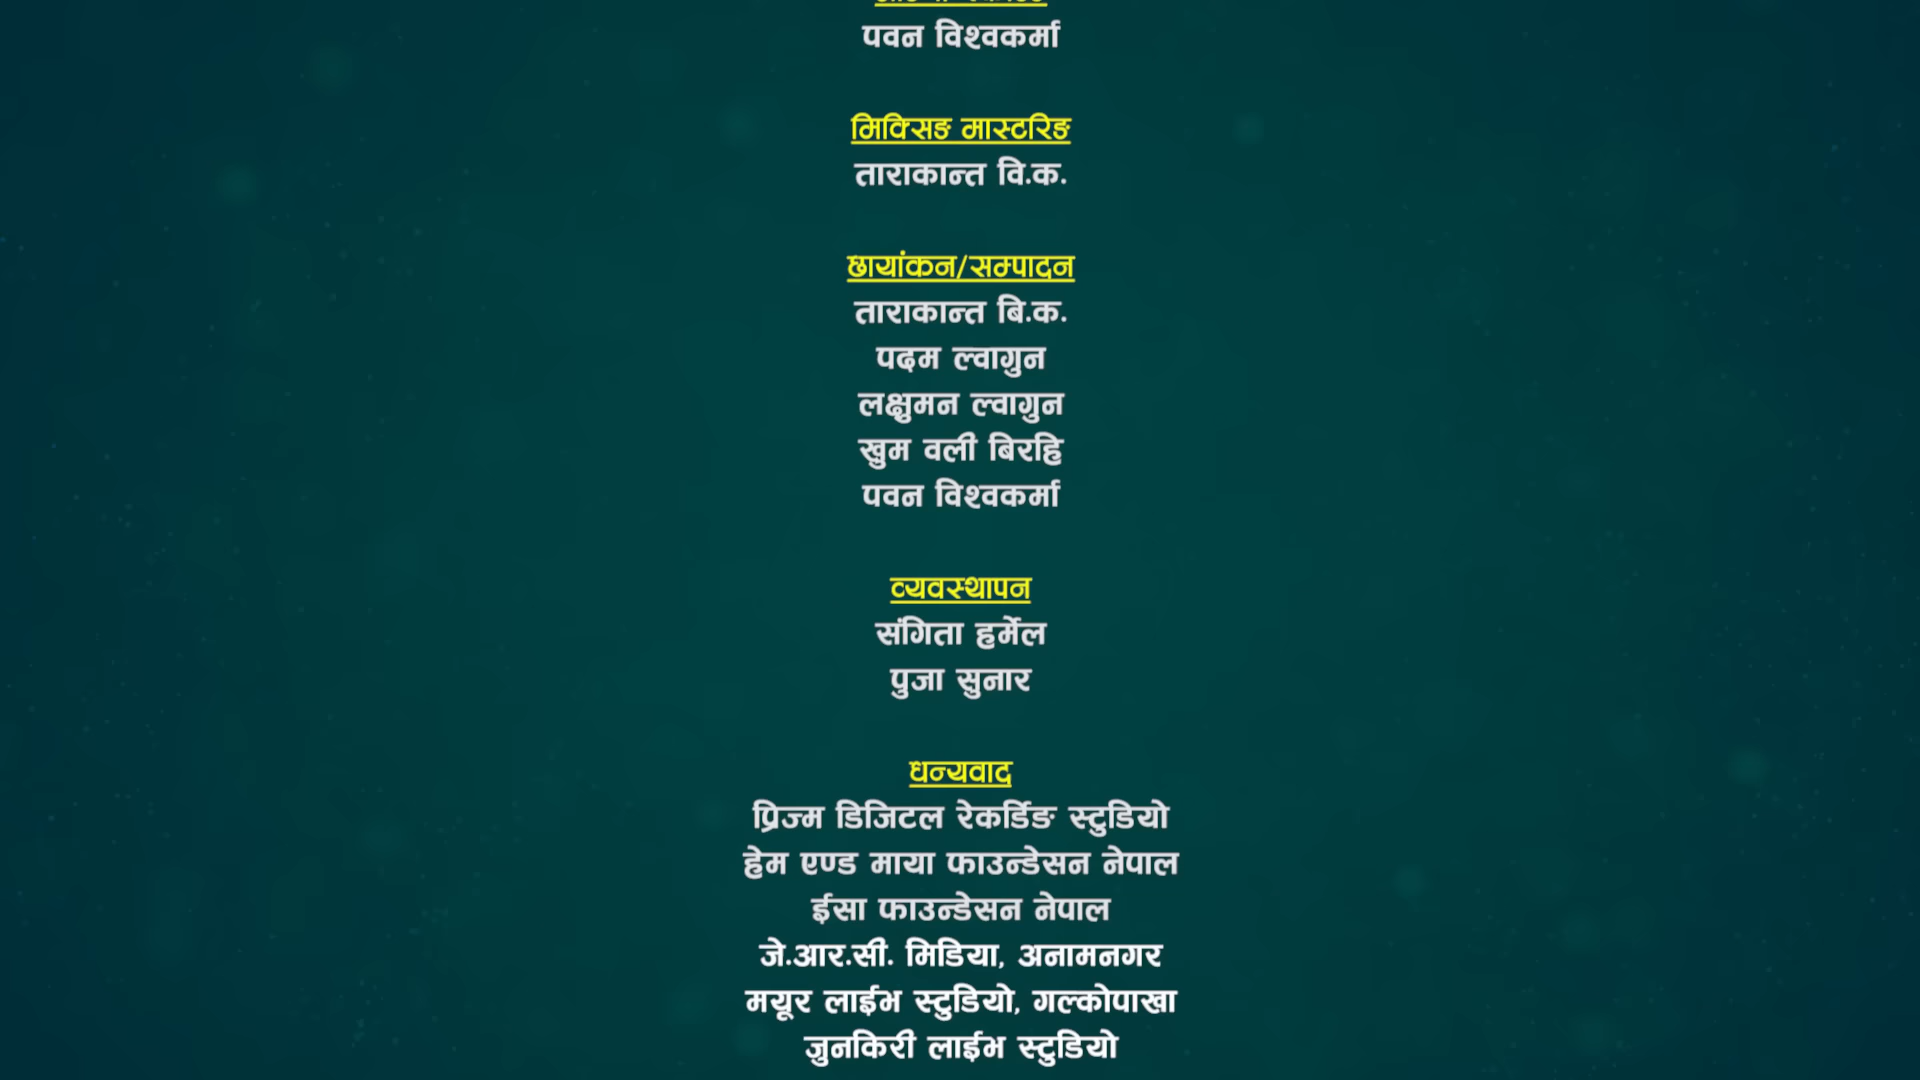 पवन विश्वकर्मा
मिक्सिङ मास्टरिङ
ताराकान्त वि.क.
छायांकन/सम्पादन
ताराकान्त बि.क.
पदम ल्वागुन
लक्षुमन ल्वागुन
खुम वली बिरहि
पवन विश्वकर्मा
व्यवस्थापन
संगिता हर्मेल
पुजा सुनार
धन्यवाद
प्रिज्म डिजिटल रेकर्डिङ स्टुडियो
हेम एण्ड माया फाउन्डेसन नेपाल
ईसा फाउन्डेसन नेपाल
जे.आर.सी. मिडिया, अनामनगर
मयूर लाईभ स्टुडियो, गल्कोपाखा
जुनकिरी लाईभ स्टुडियो